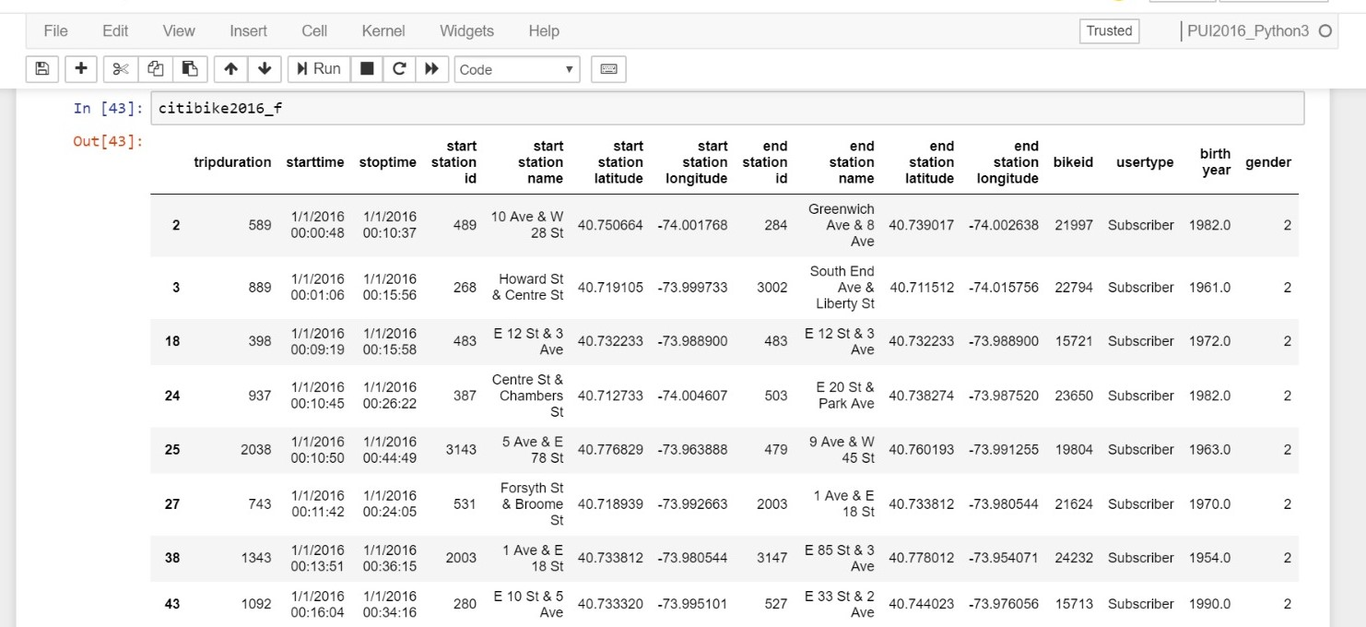 File Edit View Insert Cell Kernel Widgets Help Trusted PUI2016_Python3
Run Code
In [43]: citibike2016_f
Out[43]:
tripduration starttime stoptime start station id start station name start station latitude start station longitude end station id end station name end station latitude end station longitude bikeid usertype birth year gender
2 589 1/1/2016 00:00:48 1/1/2016 00:10:37 489 10 Ave & W 28 St 40.750664 -74.001768 284 Greenwich Ave & 8 Ave 40.739017 -74.002638 21997 Subscriber 1982.0 2
3 889 1/1/2016 00:01:06 1/1/2016 00:15:56 268 Howard St & Centre St 40.719105 -73.999733 3002 South End Ave & Liberty St 40.711512 -74.015756 22794 Subscriber 1961.0 2
18 398 1/1/2016 00:09:19 1/1/2016 00:15:58 483 E 12 St & 3 Ave 40.732233 -73.988900 483 E 12 St & 3 Ave 40.732233 -73.988900 15721 Subscriber 1972.0 2
24 937 1/1/2016 00:10:45 1/1/2016 00:26:22 387 Centre St & Chambers St 40.712733 -74.004607 503 E 20 St & Park Ave 40.738274 -73.987520 23650 Subscriber 1982.0 2
25 2038 1/1/2016 00:10:50 1/1/2016 00:44:49 3143 5 Ave & E 78 St 40.776829 -73.963888 479 9 Ave & W 45 St 40.760193 -73.991255 19804 Subscriber 1963.0 2
27 743 1/1/2016 00:11:42 1/1/2016 00:24:05 531 Forsyth St & Broome St 40.718939 -73.992663 2003 1 Ave & E 18 St 40.733812 -73.980544 21624 Subscriber 1970.0 2
38 1343 1/1/2016 00:13:51 1/1/2016 00:36:15 2003 1 Ave & E 18 St 40.733812 -73.980544 3147 E 85 St & 3 Ave 40.778012 -73.954071 24232 Subscriber 1954.0 2
43 1092 1/1/2016 00:16:04 1/1/2016 00:34:16 280 E 10 St & 5 Ave 40.733320 -73.995101 527 E 33 St & 2 Ave 40.744023 -73.976056 15713 Subscriber 1990.0 2